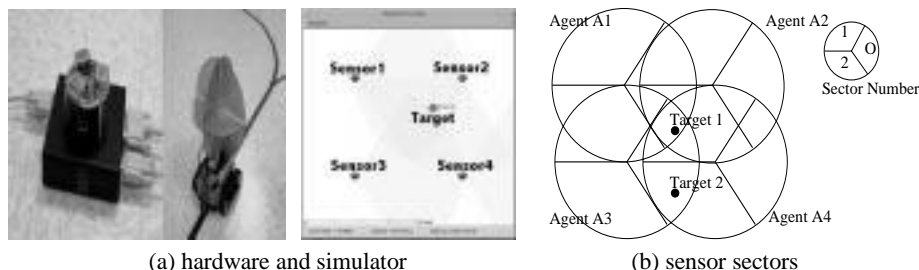 Sensor1
Sensor2
Target
Sensor3
Sensor4
Agent A1
Agent A2
1
O
2
Sector Number
Target 1
Target 2
Agent A3
Agent A4
(a) hardware and simulator
(b) sensor sectors